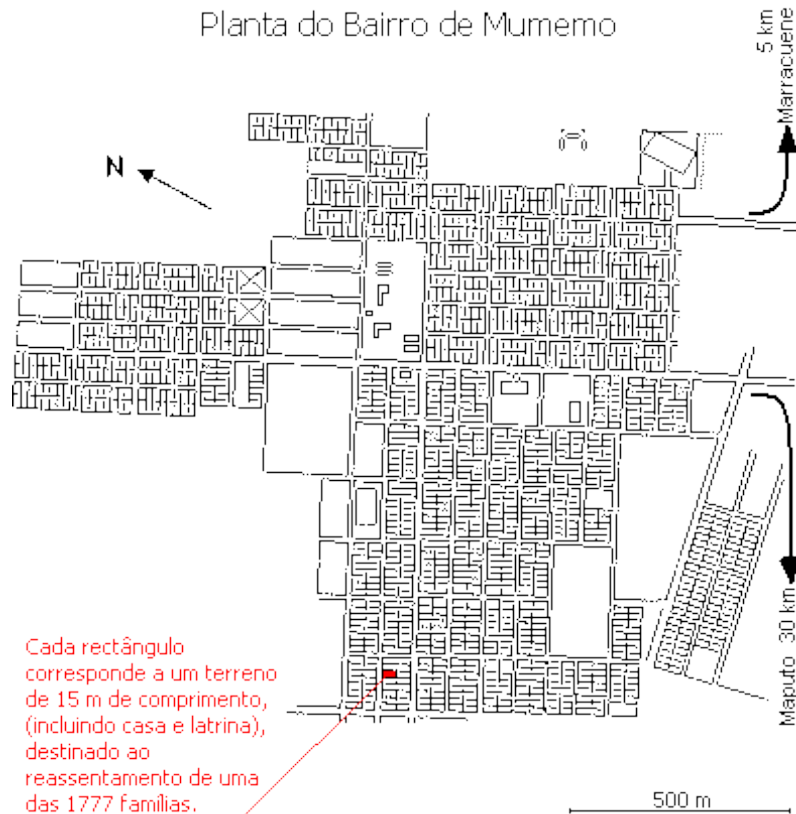 Planta do Bairro de Mumemo
5 km
Marracuene
N
Cada rectângulo
corresponde a um terreno
de 15 m de comprimento,
(incluindo casa e latrina),
destinado ao
reassentamento de uma
das 1777 famílias.
Maputo 30 km
500 m